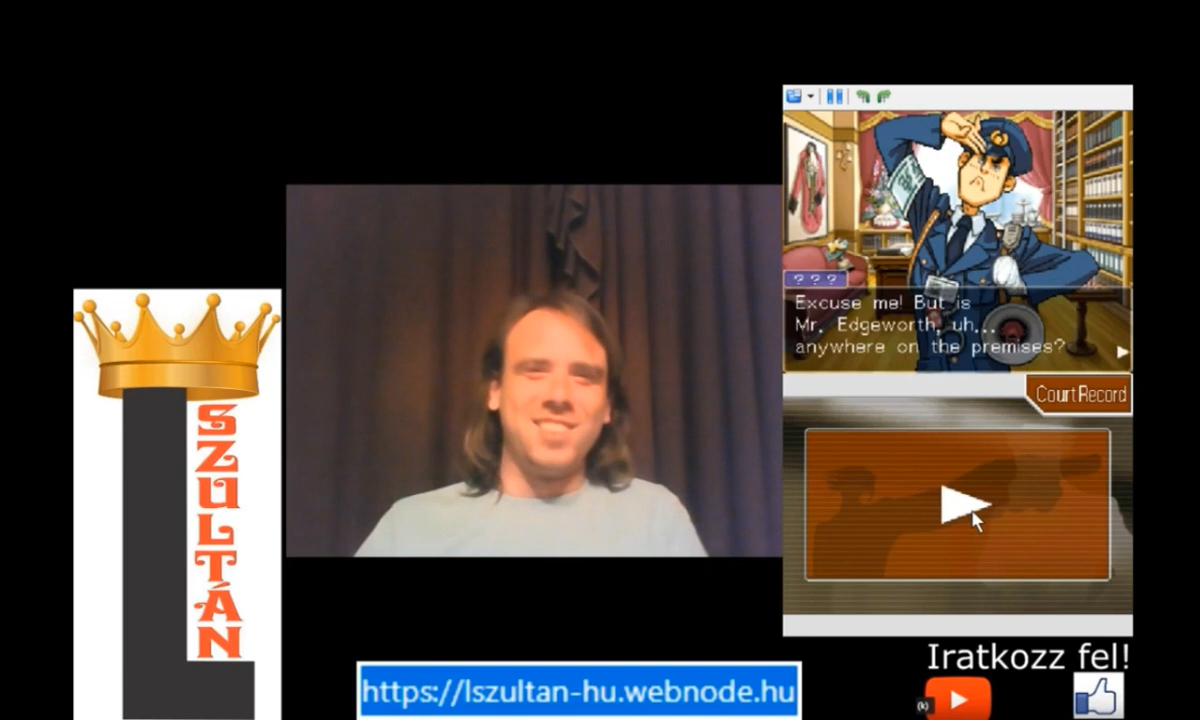 L
SZULTÁN
???
Excuse me! But is
Mr. Edgeworth, uh...
anywhere on the premises?
Court Record
Iratkozz fel!
(k)
https://lszultan-hu.webnode.hu